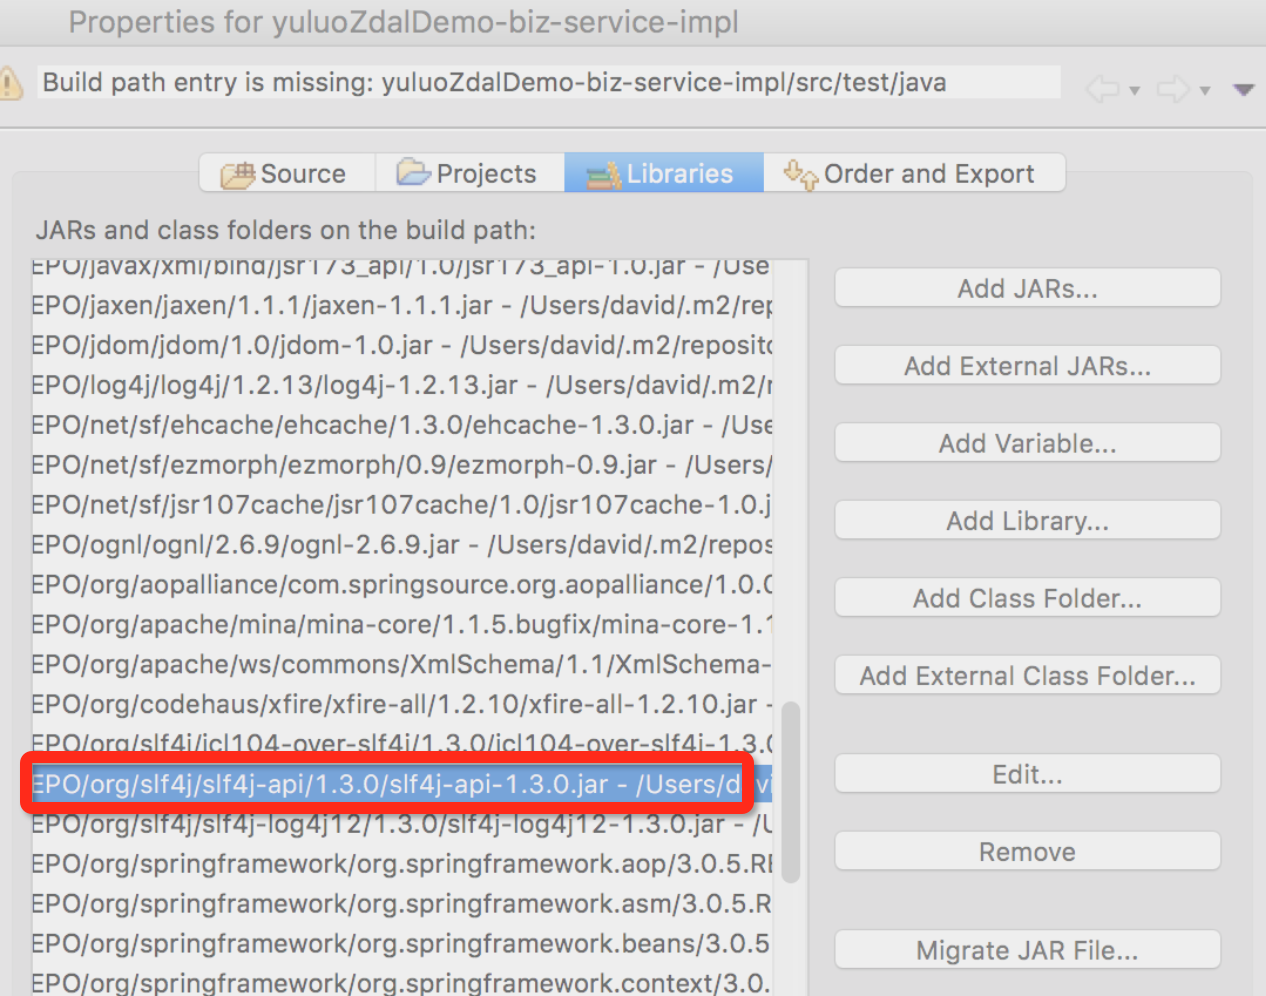 Properties for yuluoZdalDemo-biz-service-impl
Build path entry is missing: yuluoZdalDemo-biz-service-impl/src/test/java
Source Projects Libraries Order and Export
JARs and class folders on the build path:
EPO/javax/xml/bind/jsr173_api/1.0/jsr173_api-1.0.jar - /Use
EPO/jaxen/jaxen/1.1.1/jaxen-1.1.1.jar - /Users/david/.m2/rep
EPO/jdom/jdom/1.0/jdom-1.0.jar - /Users/david/.m2/reposito
EPO/log4j/log4j/1.2.13/log4j-1.2.13.jar - /Users/david/.m2/r
EPO/net/sf/ehcache/ehcache/1.3.0/ehcache-1.3.0.jar - /Use
EPO/net/sf/ezmorph/ezmorph/0.9/ezmorph-0.9.jar - /Users/
EPO/net/sf/jsr107cache/jsr107cache/1.0/jsr107cache-1.0.j
EPO/ognl/ognl/2.6.9/ognl-2.6.9.jar - /Users/david/.m2/repos
EPO/org/aopalliance/com.springsource.org.aopalliance/1.0.0
EPO/org/apache/mina/mina-core/1.1.5.bugfix/mina-core-1.1
EPO/org/apache/ws/commons/XmlSchema/1.1/XmlSchema-
EPO/org/codehaus/xfire/xfire-all/1.2.10/xfire-all-1.2.10.jar -
EPO/org/slf4j/jcl104-over-slf4j/1.3.0/jcl104-over-slf4j-1.3.0
EPO/org/slf4j/slf4j-api/1.3.0/slf4j-api-1.3.0.jar - /Users/davi
EPO/org/slf4j/slf4j-log4j12/1.3.0/slf4j-log4j12-1.3.0.jar - /U
EPO/org/springframework/org.springframework.aop/3.0.5.RE
EPO/org/springframework/org.springframework.asm/3.0.5.R
EPO/org/springframework/org.springframework.beans/3.0.5
EPO/org/springframework/org.springframework.context/3.0.
Add JARs...
Add External JARs...
Add Variable...
Add Library...
Add Class Folder...
Add External Class Folder...
Edit...
Remove
Migrate JAR File...